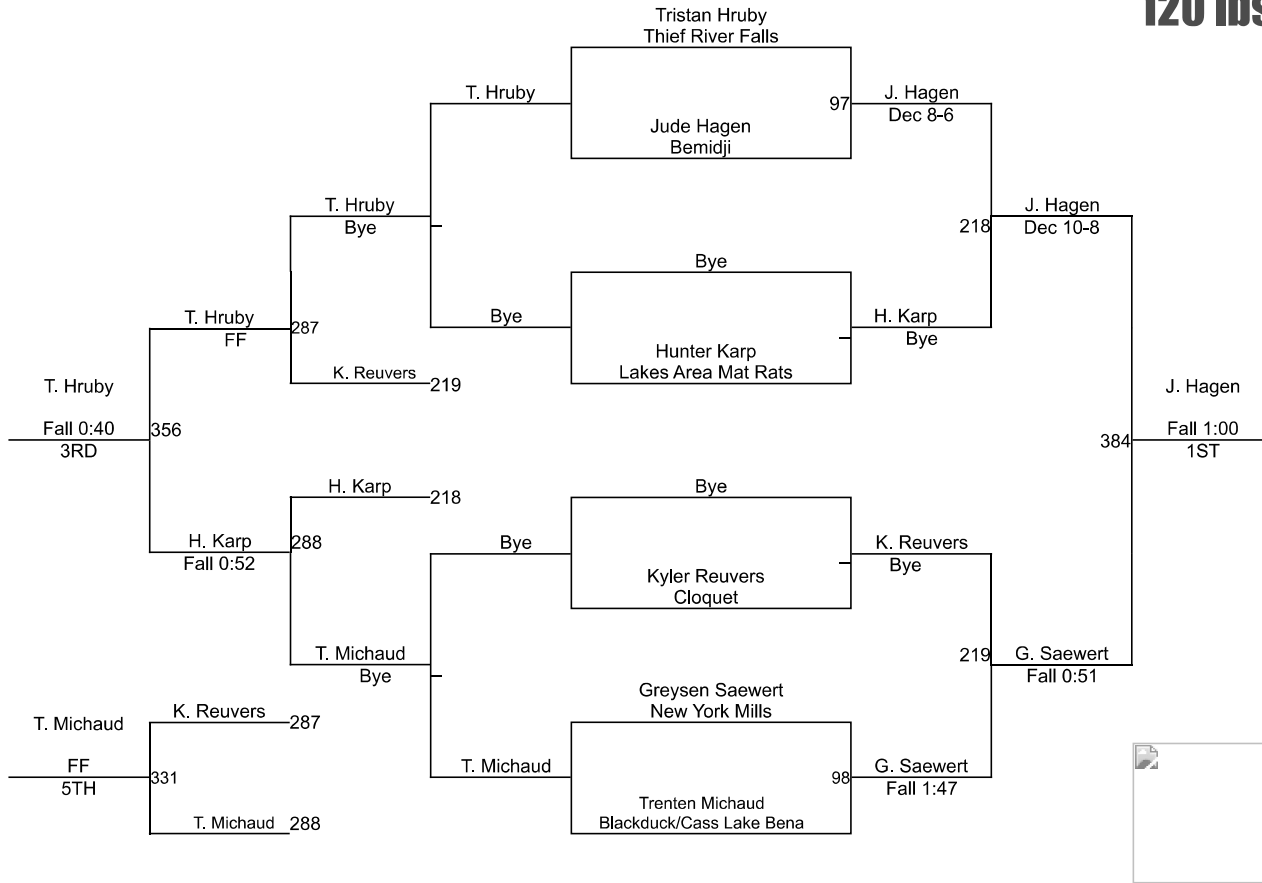 120 lbs
Tristan Hruby
Thief River Falls
T. Hruby
97
J. Hagen
Dec 8-6
Jude Hagen
Bemidji
T. Hruby
Bye
218
J. Hagen
Dec 10-8
Bye
T. Hruby
FF
287
Bye
H. Karp
Bye
Hunter Karp
Lakes Area Mat Rats
K. Reuvers
219
T. Hruby
Fall 0:40
3RD
356
J. Hagen
Fall 1:00
1ST
384
H. Karp
218
Bye
H. Karp
Fall 0:52
288
Bye
K. Reuvers
Bye
Kyler Reuvers
Cloquet
T. Michaud
Bye
219
G. Saewert
Fall 0:51
Greysen Saewert
New York Mills
T. Michaud
FF
5TH
331
K. Reuvers
287
T. Michaud
98
G. Saewert
Fall 1:47
Trenten Michaud
Blackduck/Cass Lake Bena
T. Michaud
288